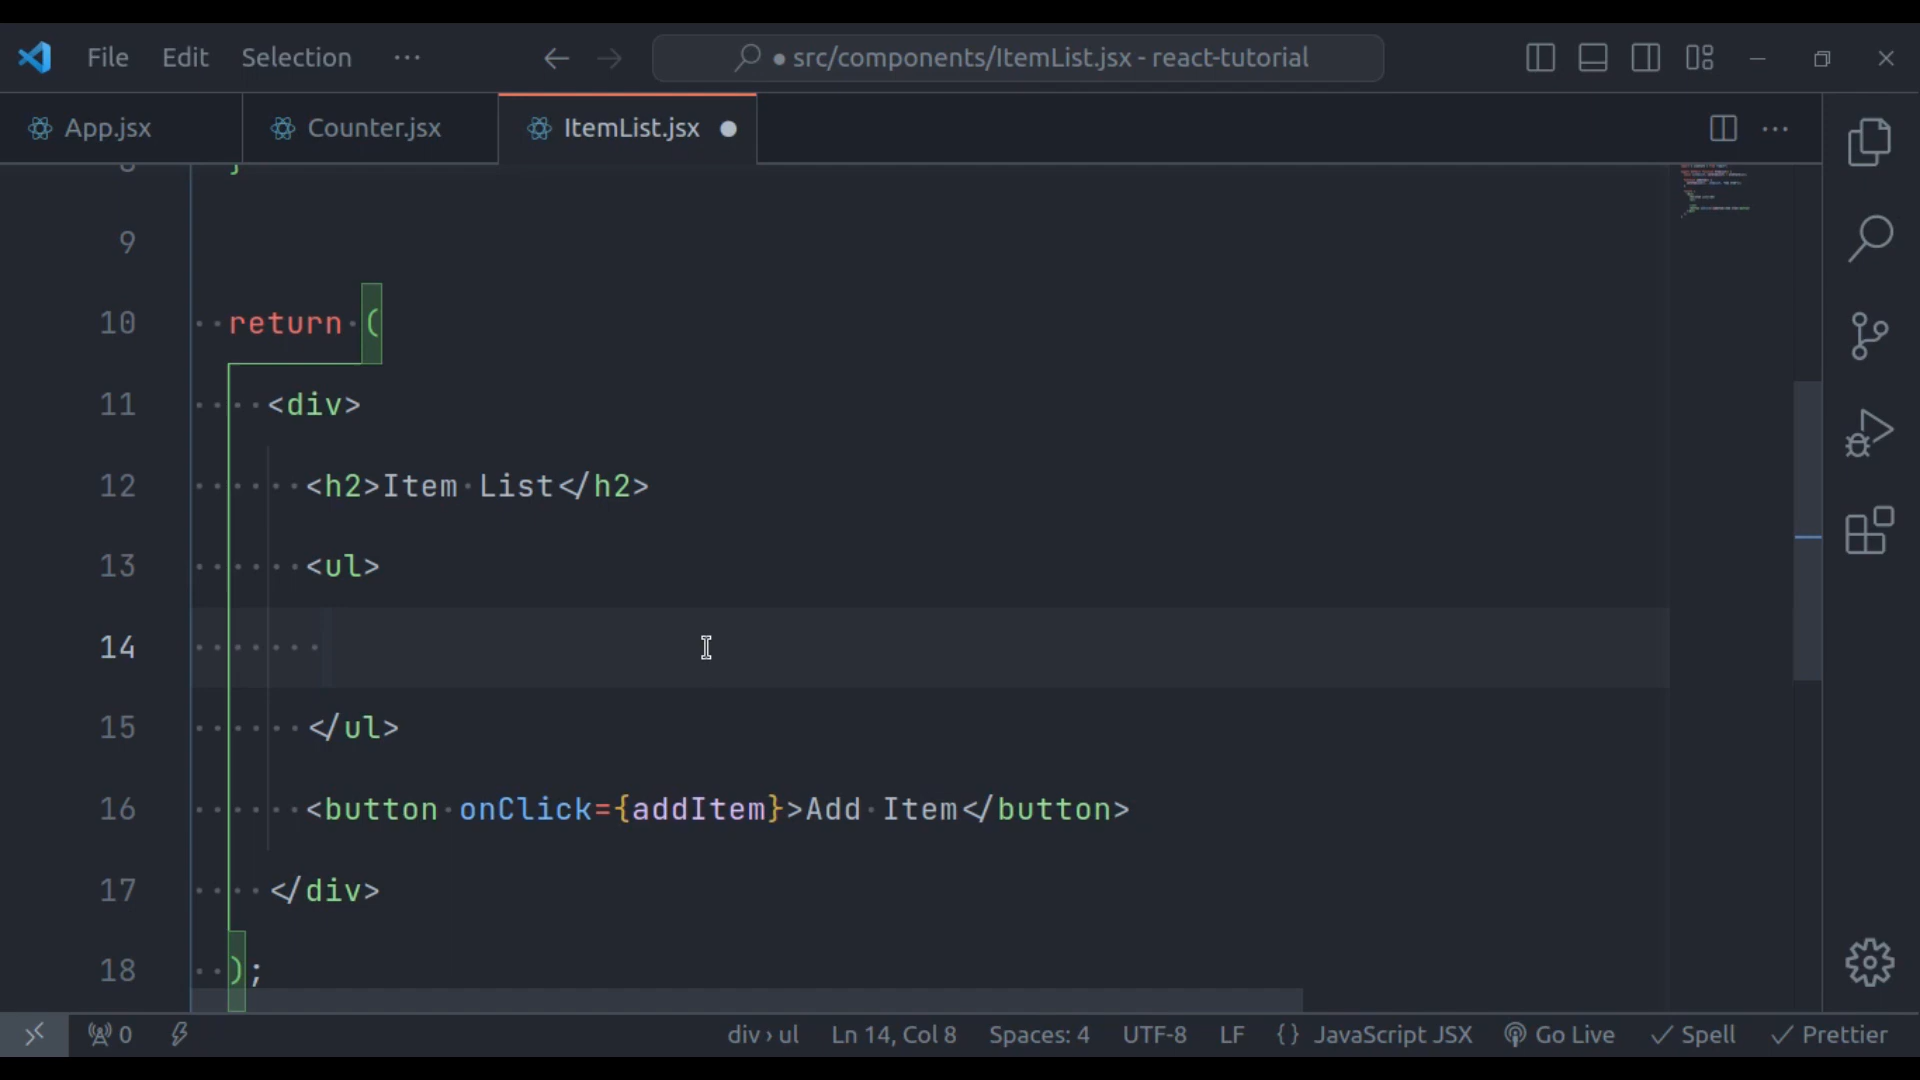 File Edit Selection ··· src/components/ItemList.jsx - react-tutorial
App.jsx Counter.jsx ItemList.jsx
8 }
9
10 return (
11 <div>
12 <h2>Item List</h2>
13 <ul>
14
15 </ul>
16 <button onClick={addItem}>Add Item</button>
17 </div>
18 );
0 div › ul Ln 14, Col 8 Spaces: 4 UTF-8 LF {} JavaScript JSX Go Live Spell Prettier